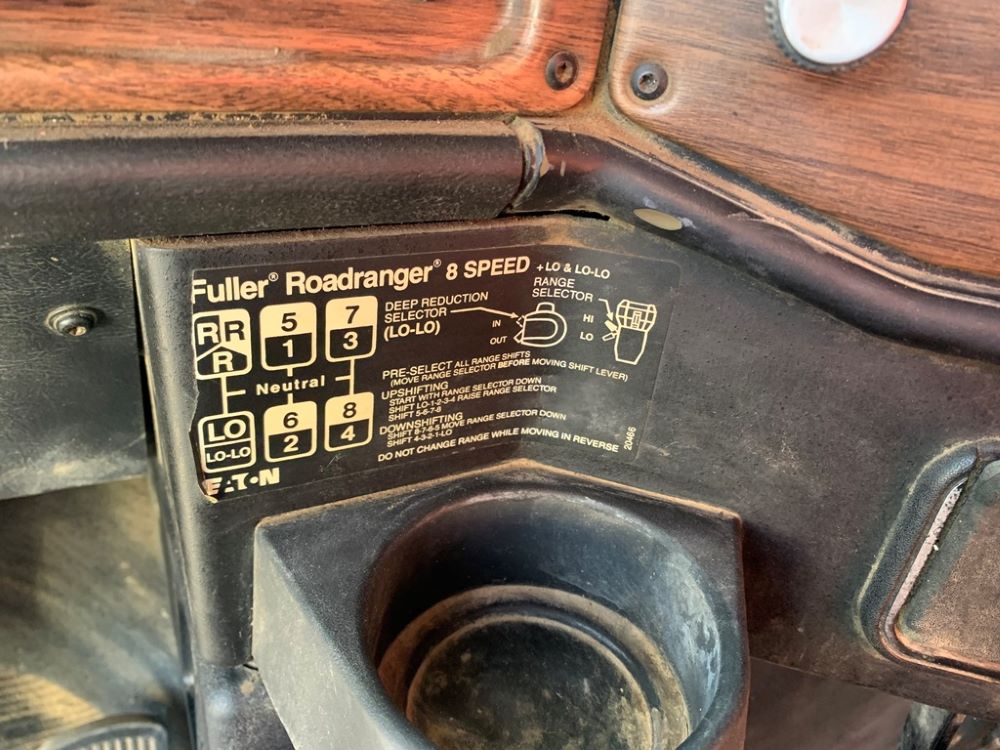 Fuller® Roadranger® 8 SPEED + LO & LO-LO
RR 5 7
R 1 3
Neutral
LO 6 8
LO-LO 2 4
DEEP REDUCTION
SELECTOR
(LO-LO)
IN
OUT
RANGE
SELECTOR
HI
LO
PRE-SELECT ALL RANGE SHIFTS
(MOVE RANGE SELECTOR BEFORE MOVING SHIFT LEVER)
UPSHIFTING
START WITH RANGE SELECTOR DOWN
SHIFT LO-1-2-3-4 RAISE RANGE SELECTOR
SHIFT 5-6-7-8
DOWNSHIFTING
SHIFT 8-7-6-5 MOVE RANGE SELECTOR DOWN
SHIFT 4-3-2-1-LO
DO NOT CHANGE RANGE WHILE MOVING IN REVERSE
20466
EATON